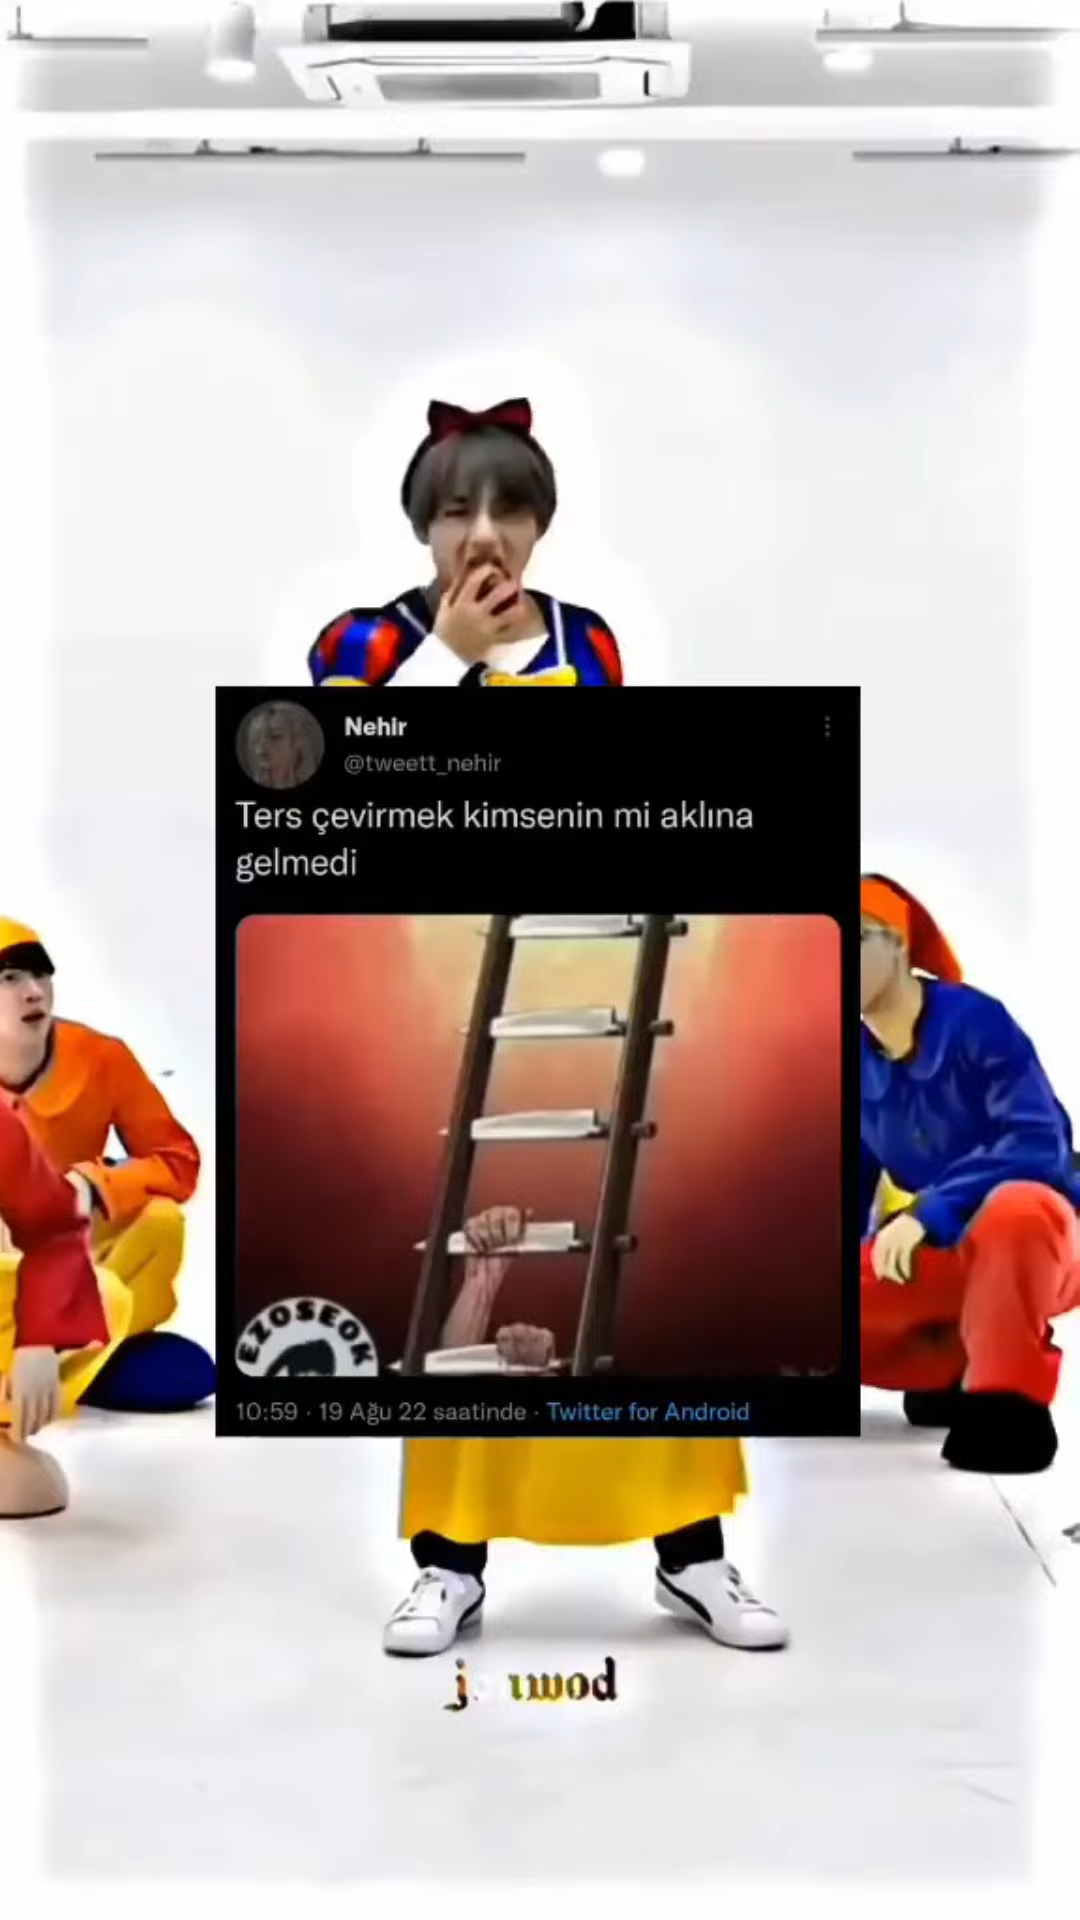 Nehir
@tweett_nehir
Ters çevirmek kimsenin mi aklına
gelmedi
EZOSEOK
10:59 · 19 Ağu 22 saatinde · Twitter for Android